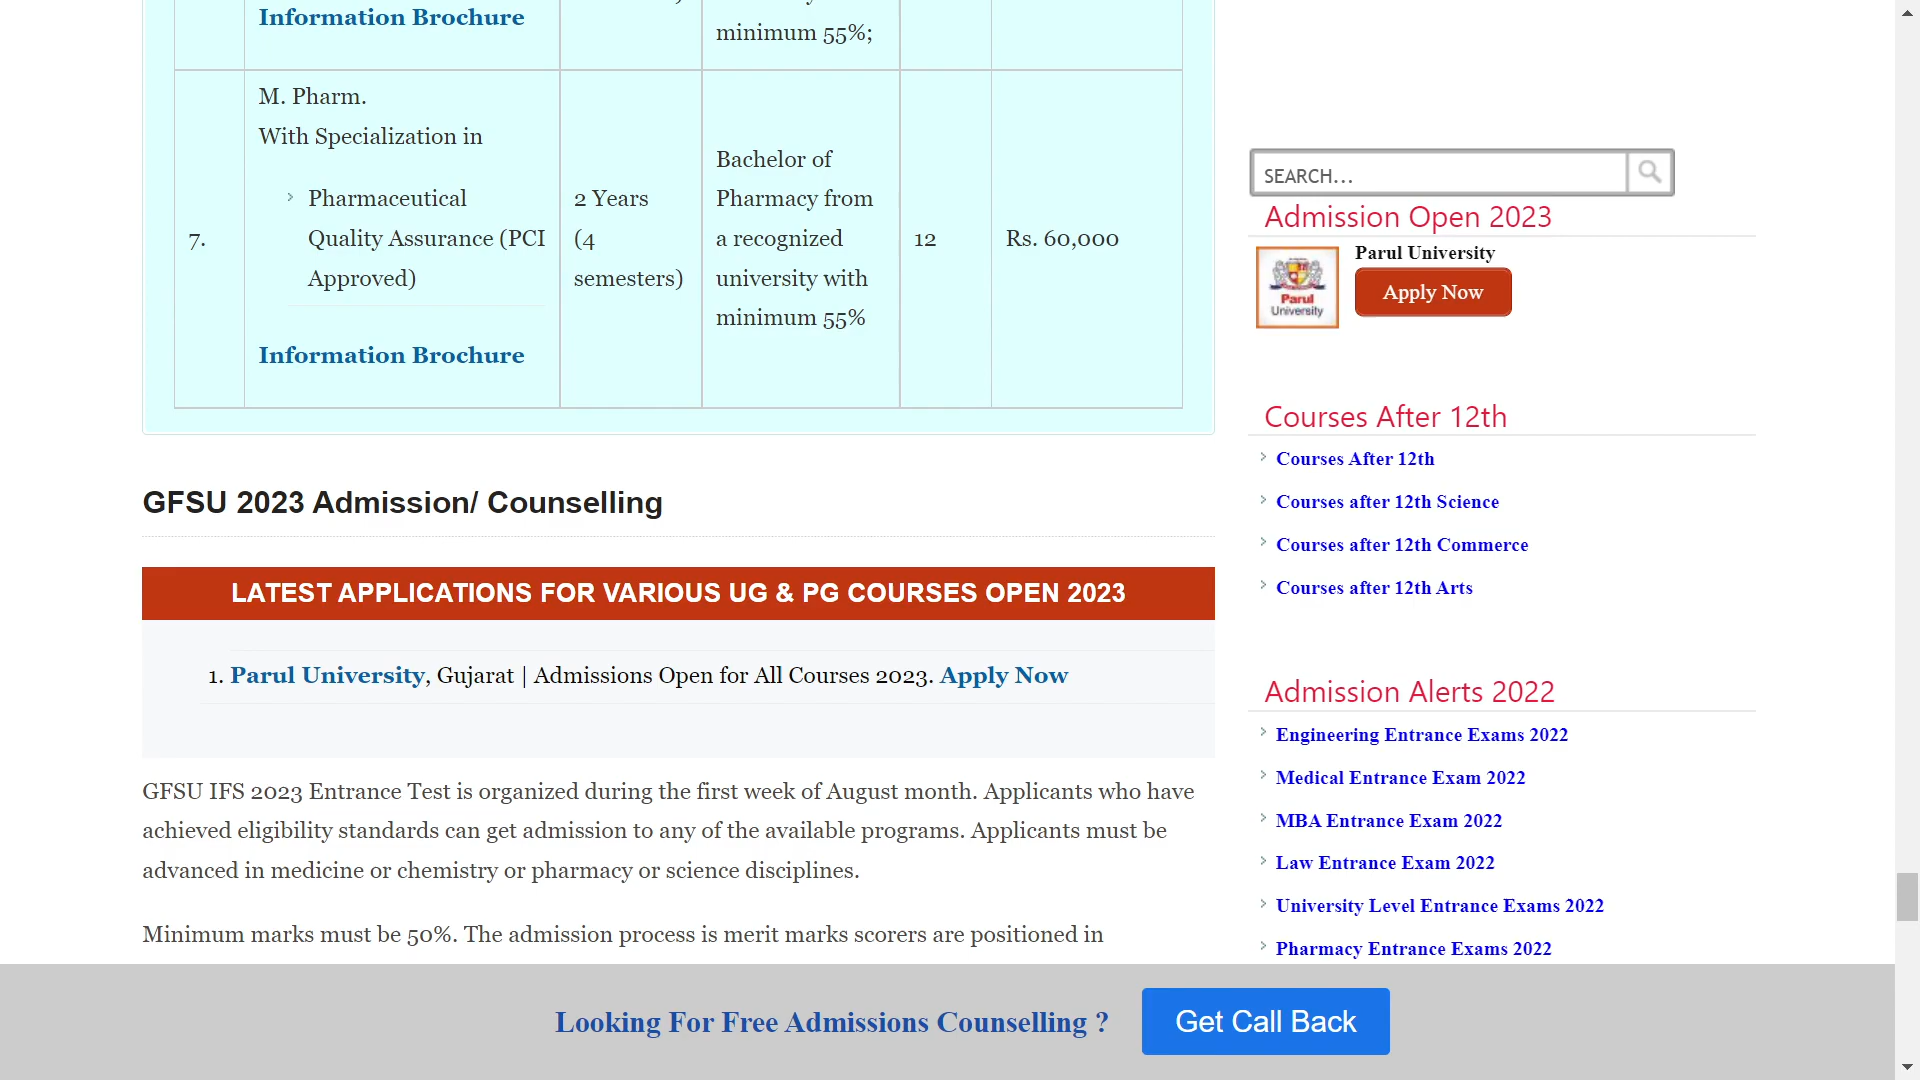 Information Brochure
minimum 55%;
7.
M. Pharm.
With Specialization in
Pharmaceutical
Quality Assurance (PCI
Approved)
Information Brochure
2 Years
(4
semesters)
Bachelor of
Pharmacy from
a recognized
university with
minimum 55%
12
Rs. 60,000
GFSU 2023 Admission/ Counselling
LATEST APPLICATIONS FOR VARIOUS UG & PG COURSES OPEN 2023
1. Parul University, Gujarat | Admissions Open for All Courses 2023. Apply Now
GFSU IFS 2023 Entrance Test is organized during the first week of August month. Applicants who have
achieved eligibility standards can get admission to any of the available programs. Applicants must be
advanced in medicine or chemistry or pharmacy or science disciplines.
Minimum marks must be 50%. The admission process is merit marks scorers are positioned in
SEARCH...
Admission Open 2023
Parul
University
Parul University
Apply Now
Courses After 12th
Courses After 12th
Courses after 12th Science
Courses after 12th Commerce
Courses after 12th Arts
Admission Alerts 2022
Engineering Entrance Exams 2022
Medical Entrance Exam 2022
MBA Entrance Exam 2022
Law Entrance Exam 2022
University Level Entrance Exams 2022
Pharmacy Entrance Exams 2022
Looking For Free Admissions Counselling ?
Get Call Back